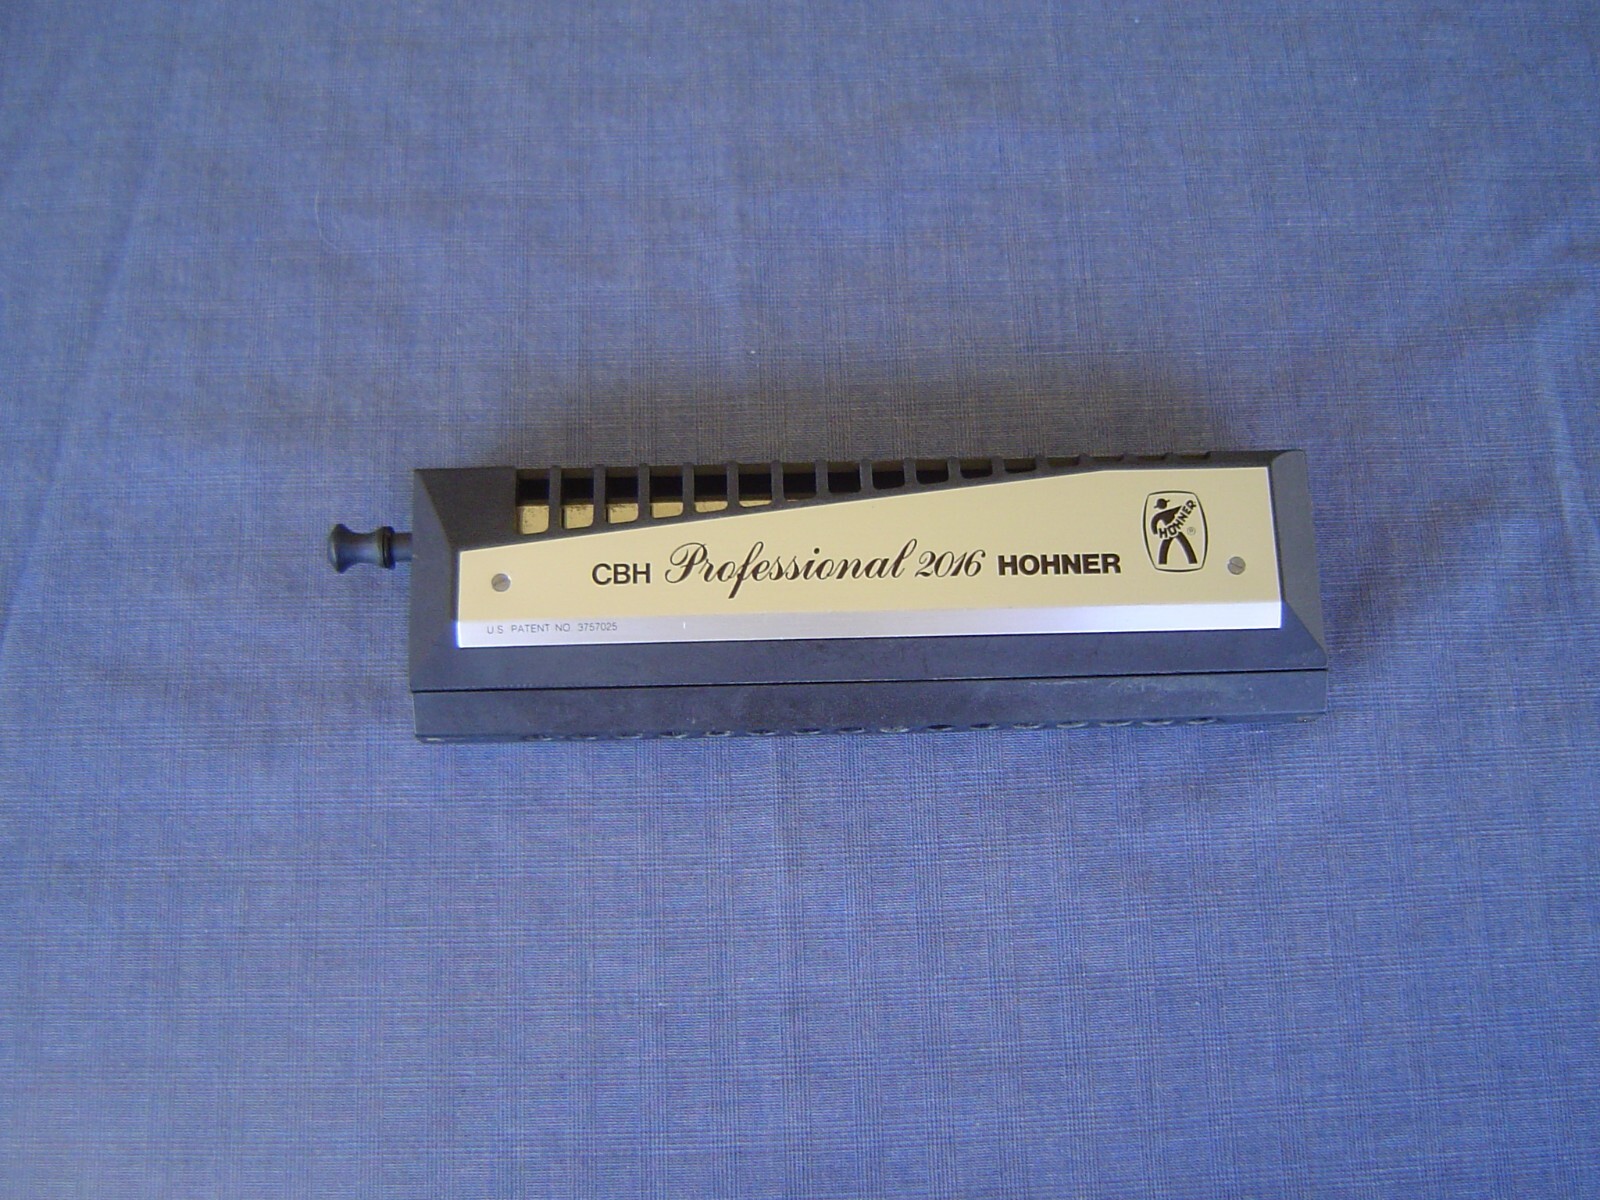 CBH Professional 2016 HOHNER
HOHNER ®
U.S. PATENT NO. 3757025